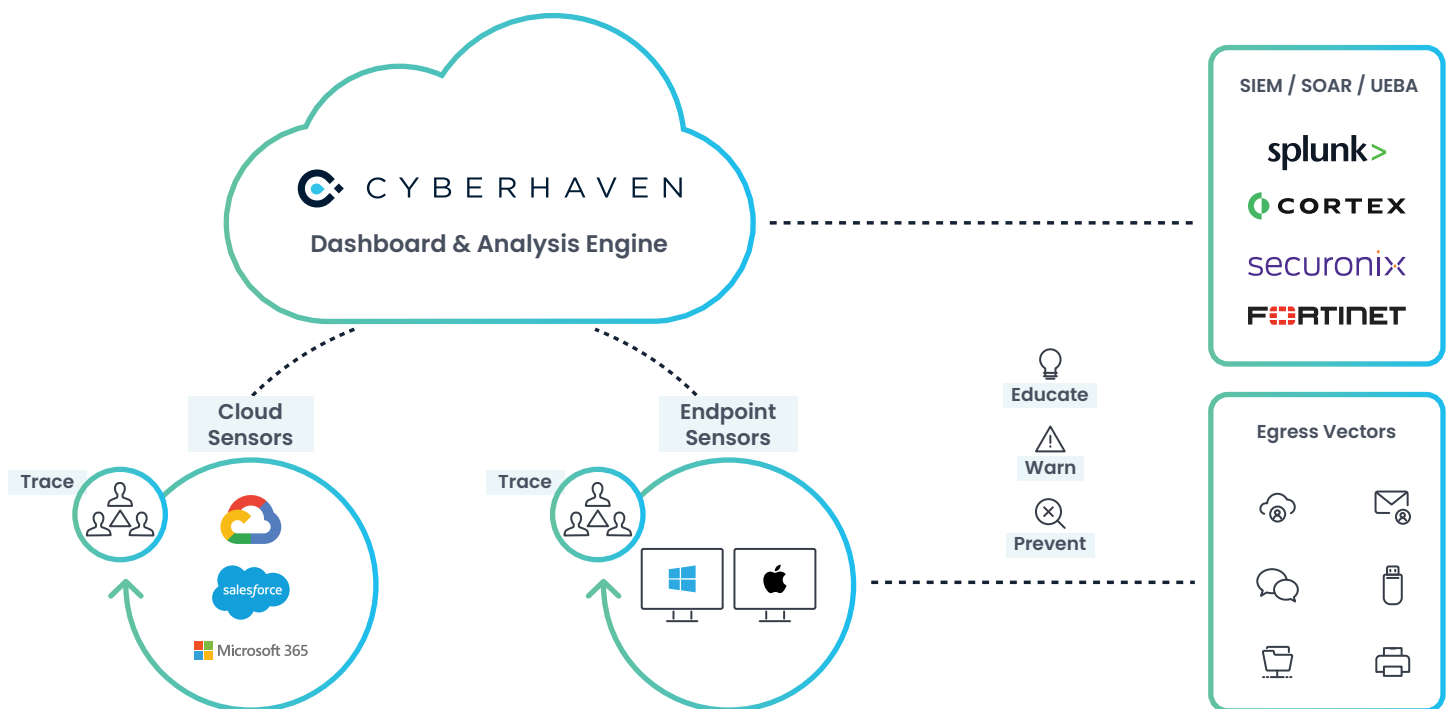 CYBERHAVEN
Dashboard & Analysis Engine
SIEM / SOAR / UEBA
splunk>
CORTEX
securonix
FORTINET
Cloud
Sensors
Trace
salesforce
Microsoft 365
Endpoint
Sensors
Trace
Educate
Warn
Prevent
Egress Vectors